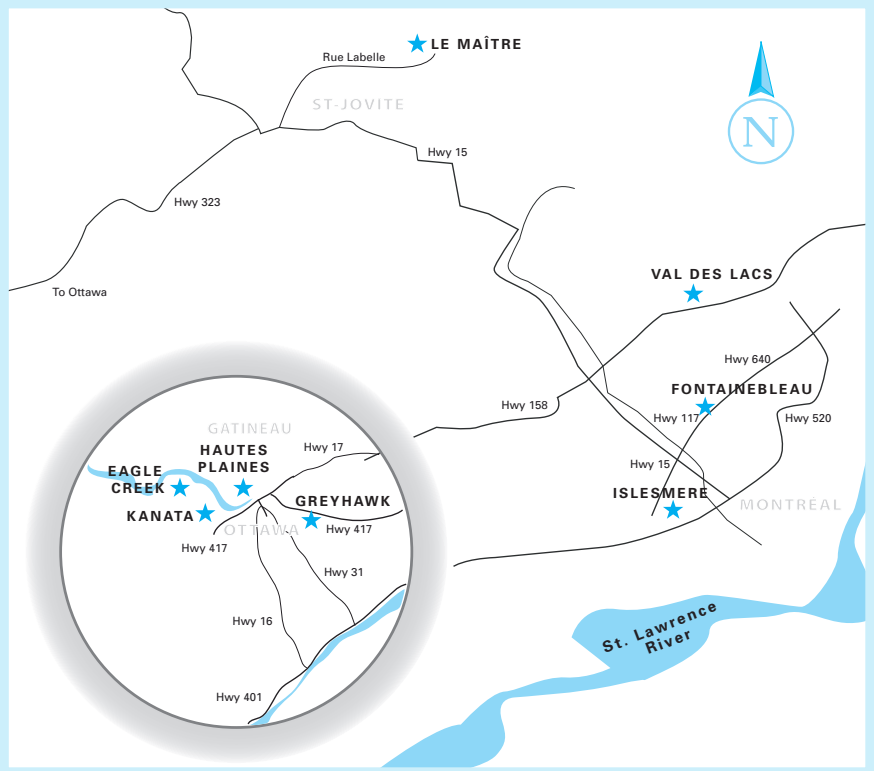 LE MAÎTRE
Rue Labelle
ST-JOVITE
N
Hwy 15
Hwy 323
To Ottawa
VAL DES LACS
Hwy 640
FONTAINEBLEAU
Hwy 158
Hwy 117
Hwy 520
Hwy 15
ISLESMERE
MONTRÉAL
GATINEAU
HAUTES
PLAINES
Hwy 17
EAGLE
CREEK
KANATA
GREYHAWK
OTTAWA
Hwy 417
Hwy 417
Hwy 31
Hwy 16
Hwy 401
St. Lawrence
River